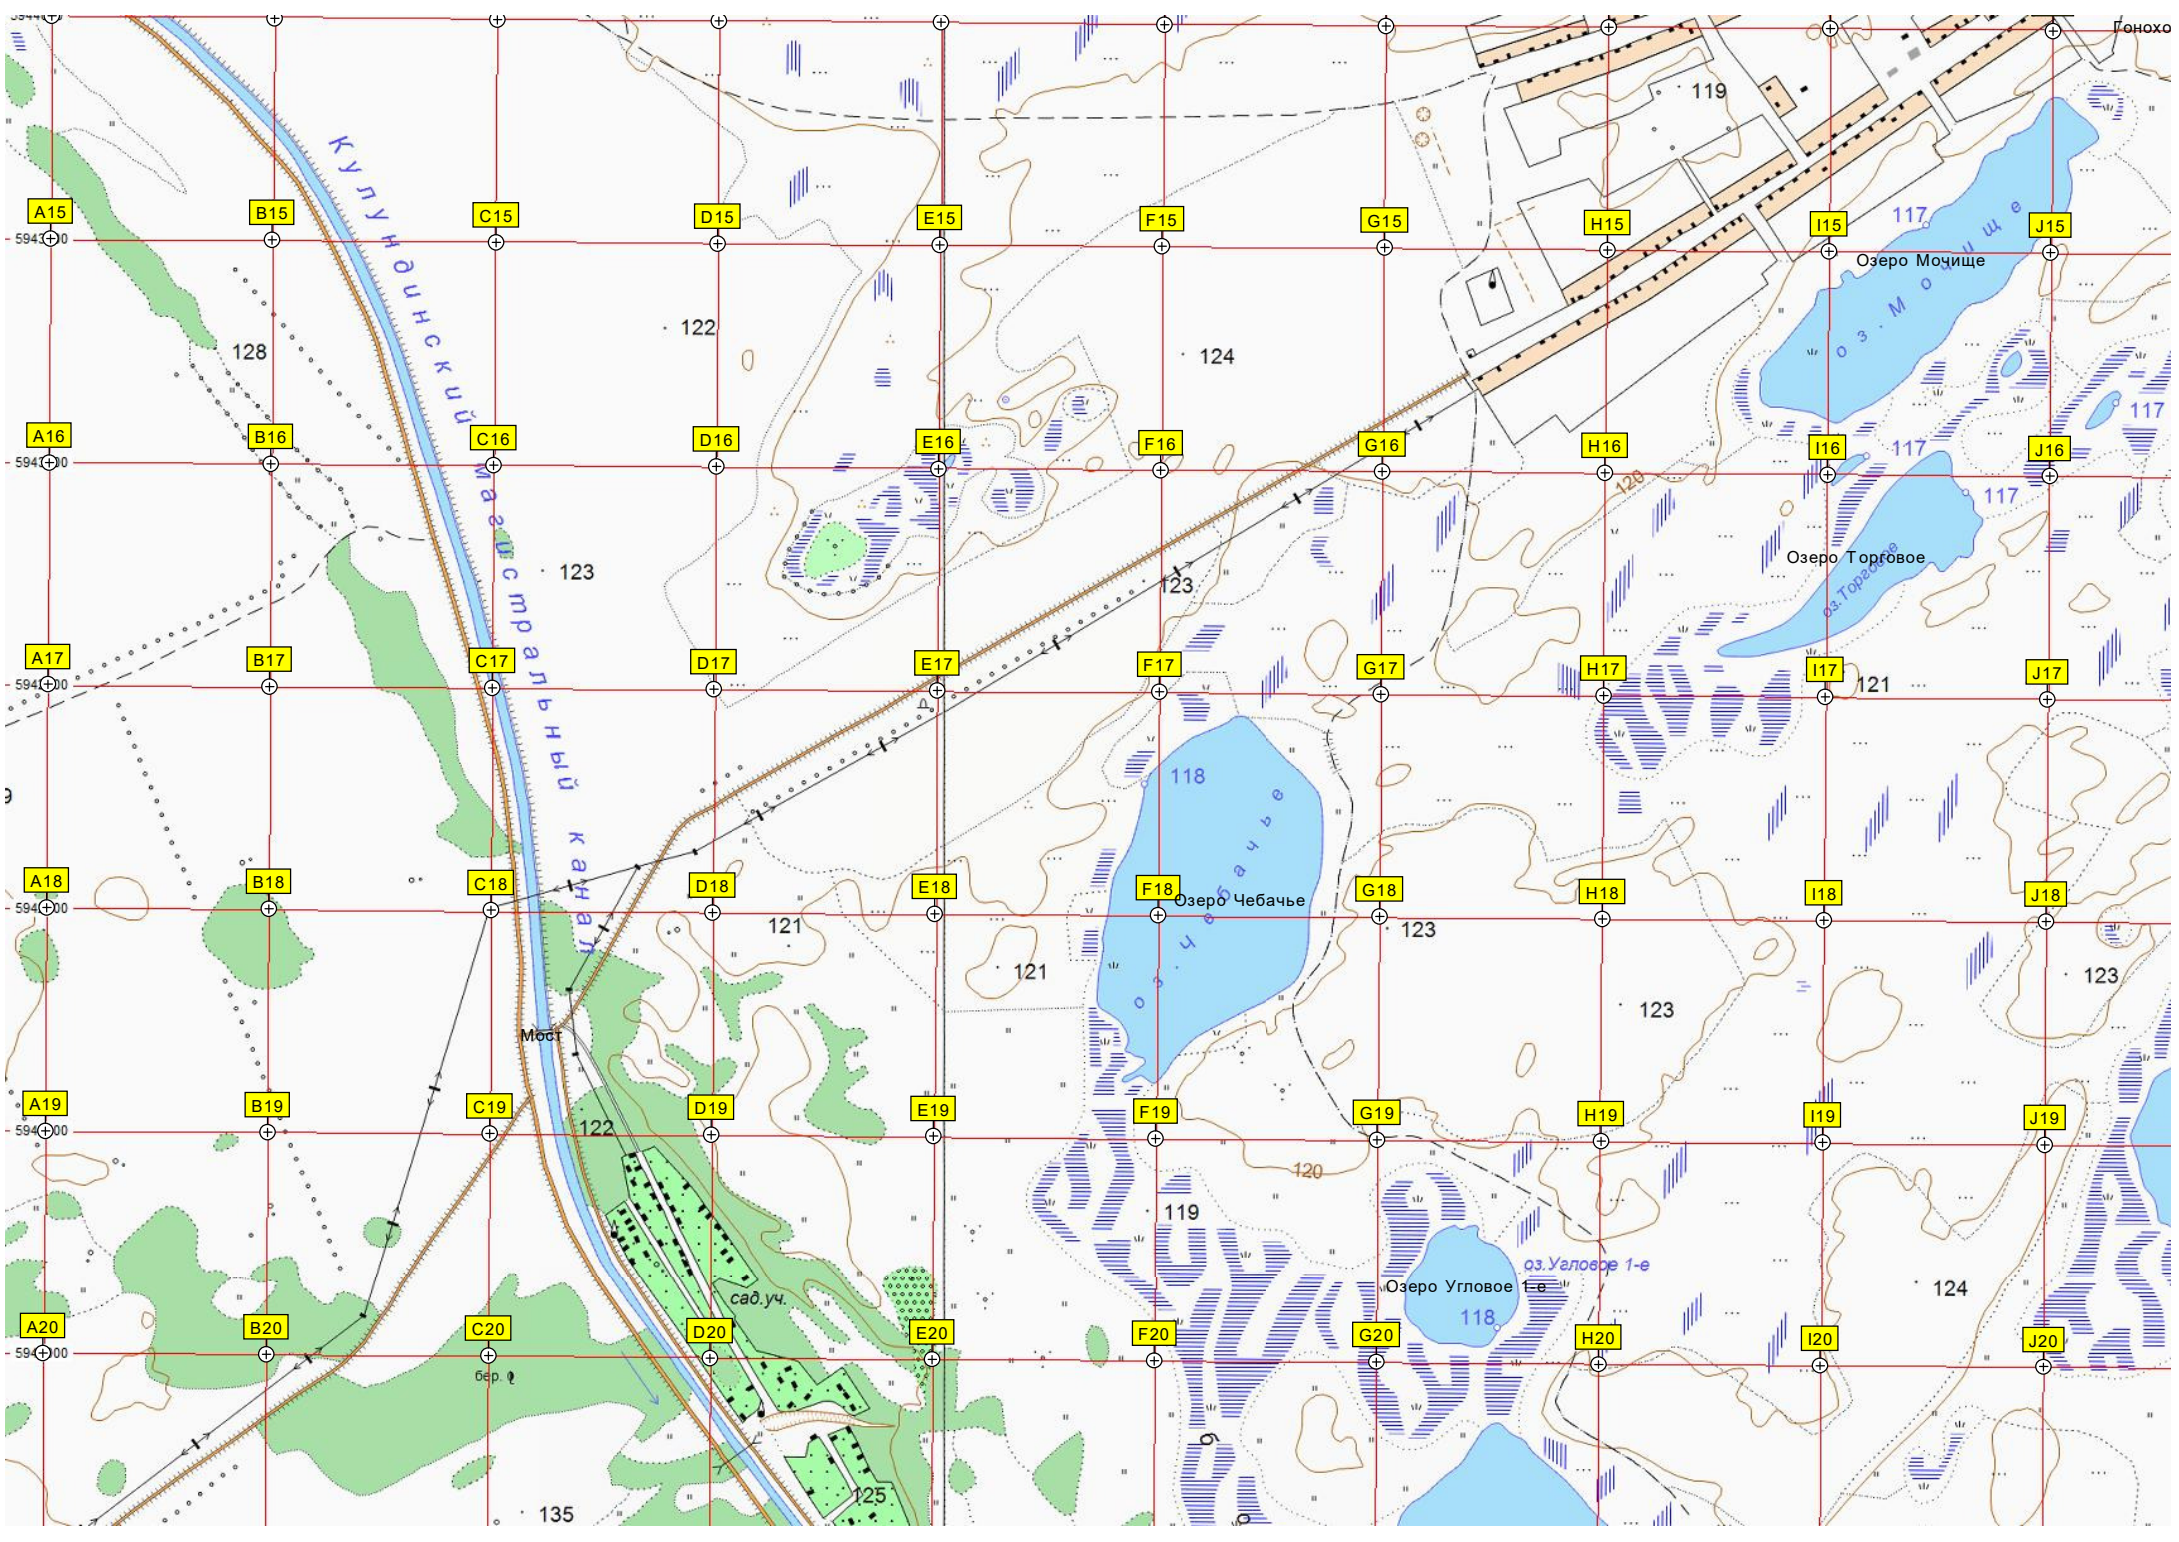 Гонохо
119
A15
B15
C15
D15
E15
F15
G15
H15
I15
J15
117
Озеро Мочище
оз. Мочище
Кулундинский магистральный канал
122
124
128
117
A16
B16
C16
D16
E16
F16
G16
H16
I16
J16
117
120
117
Озеро Торговое
оз.Торговое
123
123
A17
B17
C17
D17
E17
F17
G17
H17
I17
J17
121
118
A18
B18
C18
D18
E18
F18
G18
H18
I18
J18
Озеро Чебачье
оз. Чебачье
121
123
121
123
123
Мост
A19
B19
C19
D19
E19
F19
G19
H19
I19
J19
122
120
119
оз.Угловое 1-е
Озеро Угловое 1-е
124
сад.уч.
118
A20
B20
C20
D20
E20
F20
G20
H20
I20
J20
бер.
125
135